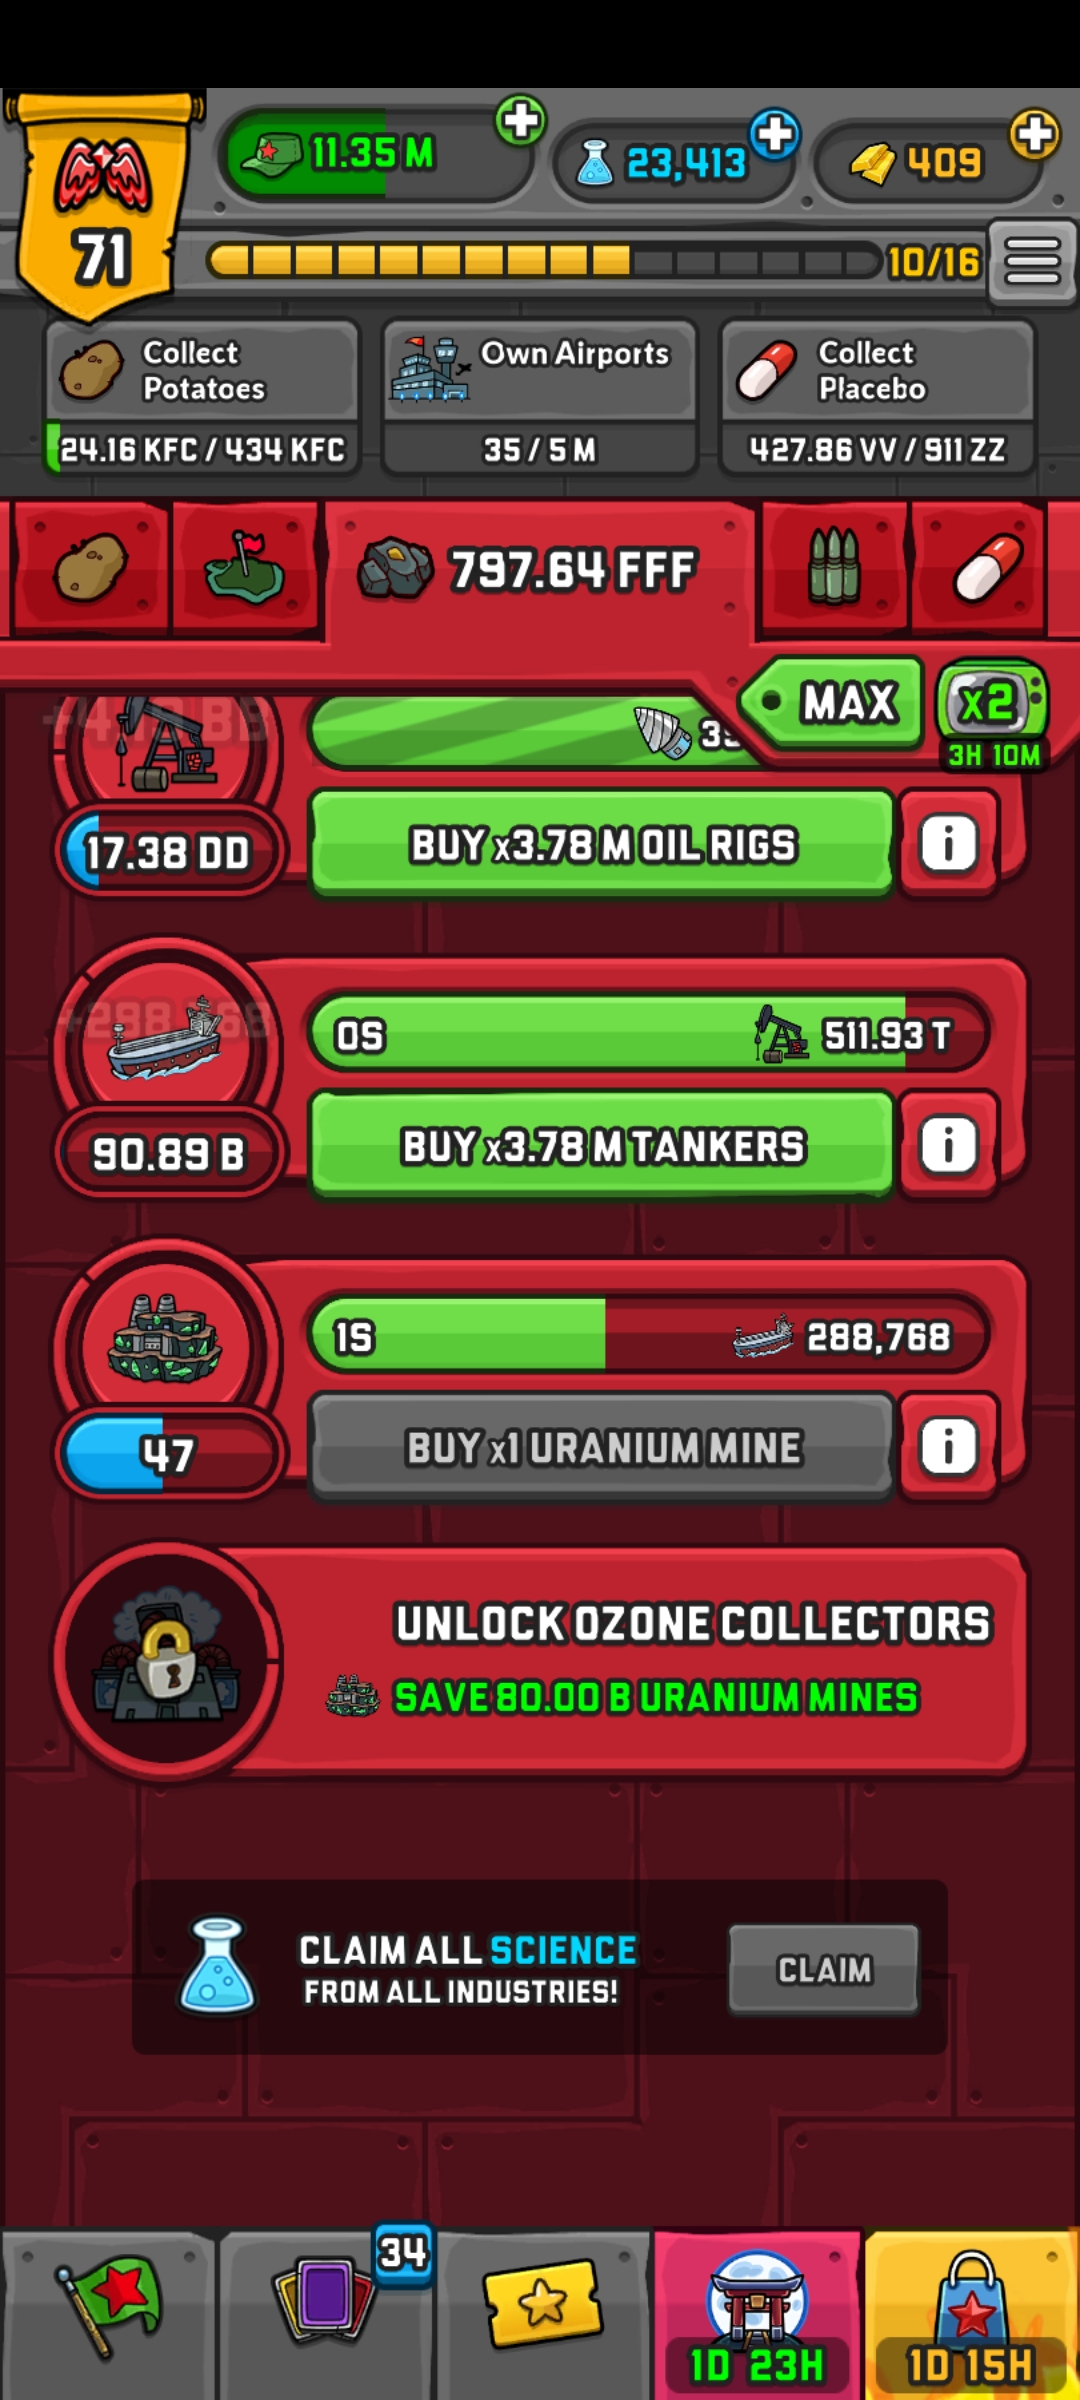 11.35 M
23,413
409
71
10/16
Collect
Potatoes
24.16 KFC / 434 KFC
Own Airports
35 / 5 M
Collect
Placebo
427.86 VV / 911 ZZ
797.64 FFF
MAX
x2
3H 10M
17.38 DD
BUY x3.78 M OIL RIGS
i
0S
511.93 T
90.89 B
BUY x3.78 M TANKERS
i
1S
288,768
47
BUY x1 URANIUM MINE
i
UNLOCK OZONE COLLECTORS
SAVE 80.00 B URANIUM MINES
CLAIM ALL SCIENCE
FROM ALL INDUSTRIES!
CLAIM
34
1D 23H
1D 15H